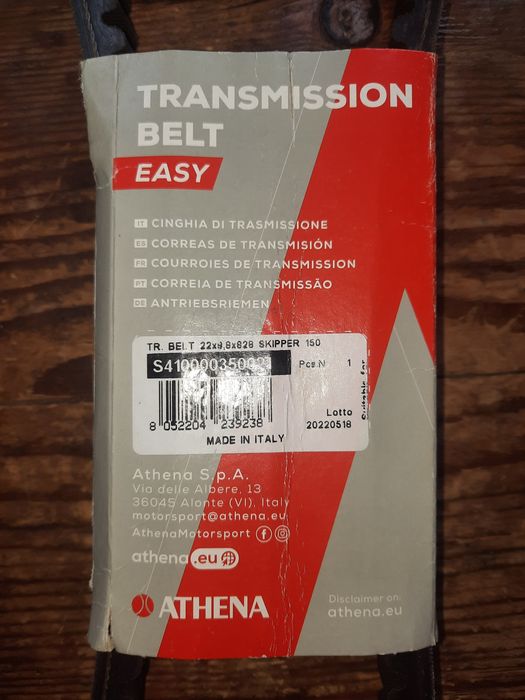 TRANSMISSION
BELT
EASY
IT CINGHIA DI TRASMISSIONE
ES CORREAS DE TRANSMISIÓN
FR COURROIES DE TRANSMISSION
PT CORREIA DE TRANSMISSÃO
DE ANTRIEBSRIEMEN
TR. BELT 22x9,8x828 SKIPPER 150
Pcs.N 1
Suitable for
8 052204 239238
Lotto
20220518
MADE IN ITALY
Athena S.p.A.
Via delle Albere, 13
36045 Alonte (VI), Italy
motorsport@athena.eu
AthenaMotorsport
athena.eu
ATHENA
Disclaimer on:
athena.eu